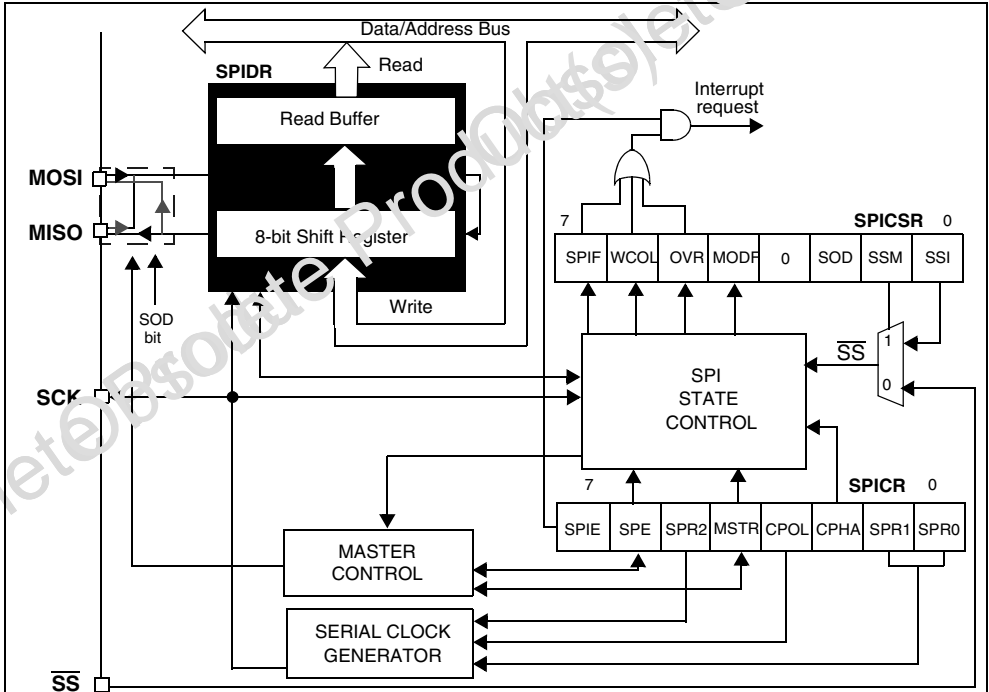 Data/Address Bus
SPIDR
Read
Read Buffer
Interrupt
request
MOSI
MISO
8-bit Shift Register
Write
SOD
bit
7 SPICSR 0
SPIF WCOL OVR MODF 0 SOD SSM SSI
SS
1
0
SPI
STATE
CONTROL
SCK
7 SPICR 0
SPIE SPE SPR2 MSTR CPOL CPHA SPR1 SPR0
MASTER
CONTROL
SERIAL CLOCK
GENERATOR
SS